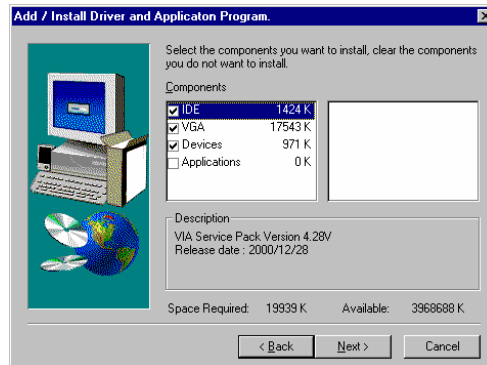 Add / Install Driver and Applicaton Program.
Select the components you want to install, clear the components
you do not want to install.
Components
IDE 1424 K
VGA 17543 K
Devices 971 K
Applications 0 K
Description
VIA Service Pack Version 4.28V
Release date : 2000/12/28
Space Required: 19939 K Available: 3968688 K
< Back Next > Cancel